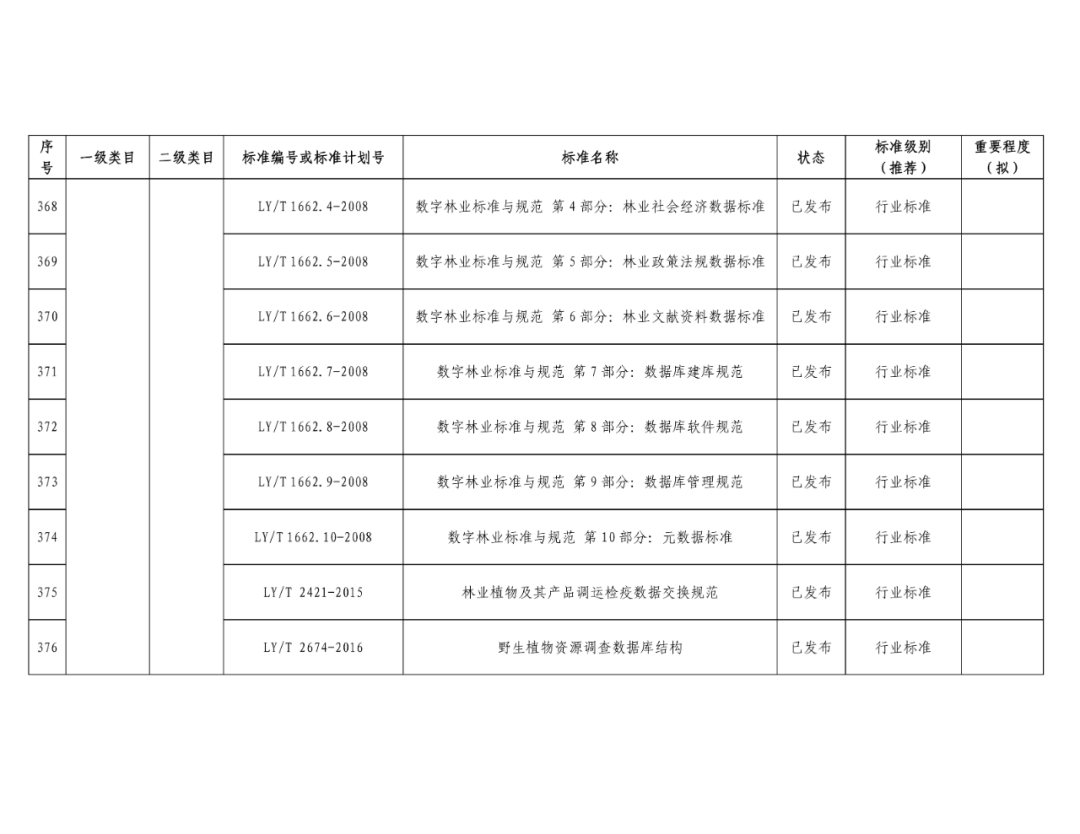 序号 一级类目 二级类目 标准编号或标准计划号 标准名称 状态 标准级别（推荐） 重要程度（拟）
368 LY/T 1662.4-2008 数字林业标准与规范 第 4 部分：林业社会经济数据标准 已发布 行业标准
369 LY/T 1662.5-2008 数字林业标准与规范 第 5 部分：林业政策法规数据标准 已发布 行业标准
370 LY/T 1662.6-2008 数字林业标准与规范 第 6 部分：林业文献资料数据标准 已发布 行业标准
371 LY/T 1662.7-2008 数字林业标准与规范 第 7 部分：数据库建库规范 已发布 行业标准
372 LY/T 1662.8-2008 数字林业标准与规范 第 8 部分：数据库软件规范 已发布 行业标准
373 LY/T 1662.9-2008 数字林业标准与规范 第 9 部分：数据库管理规范 已发布 行业标准
374 LY/T 1662.10-2008 数字林业标准与规范 第 10 部分：元数据标准 已发布 行业标准
375 LY/T 2421-2015 林业植物及其产品调运检疫数据交换规范 已发布 行业标准
376 LY/T 2674-2016 野生植物资源调查数据库结构 已发布 行业标准